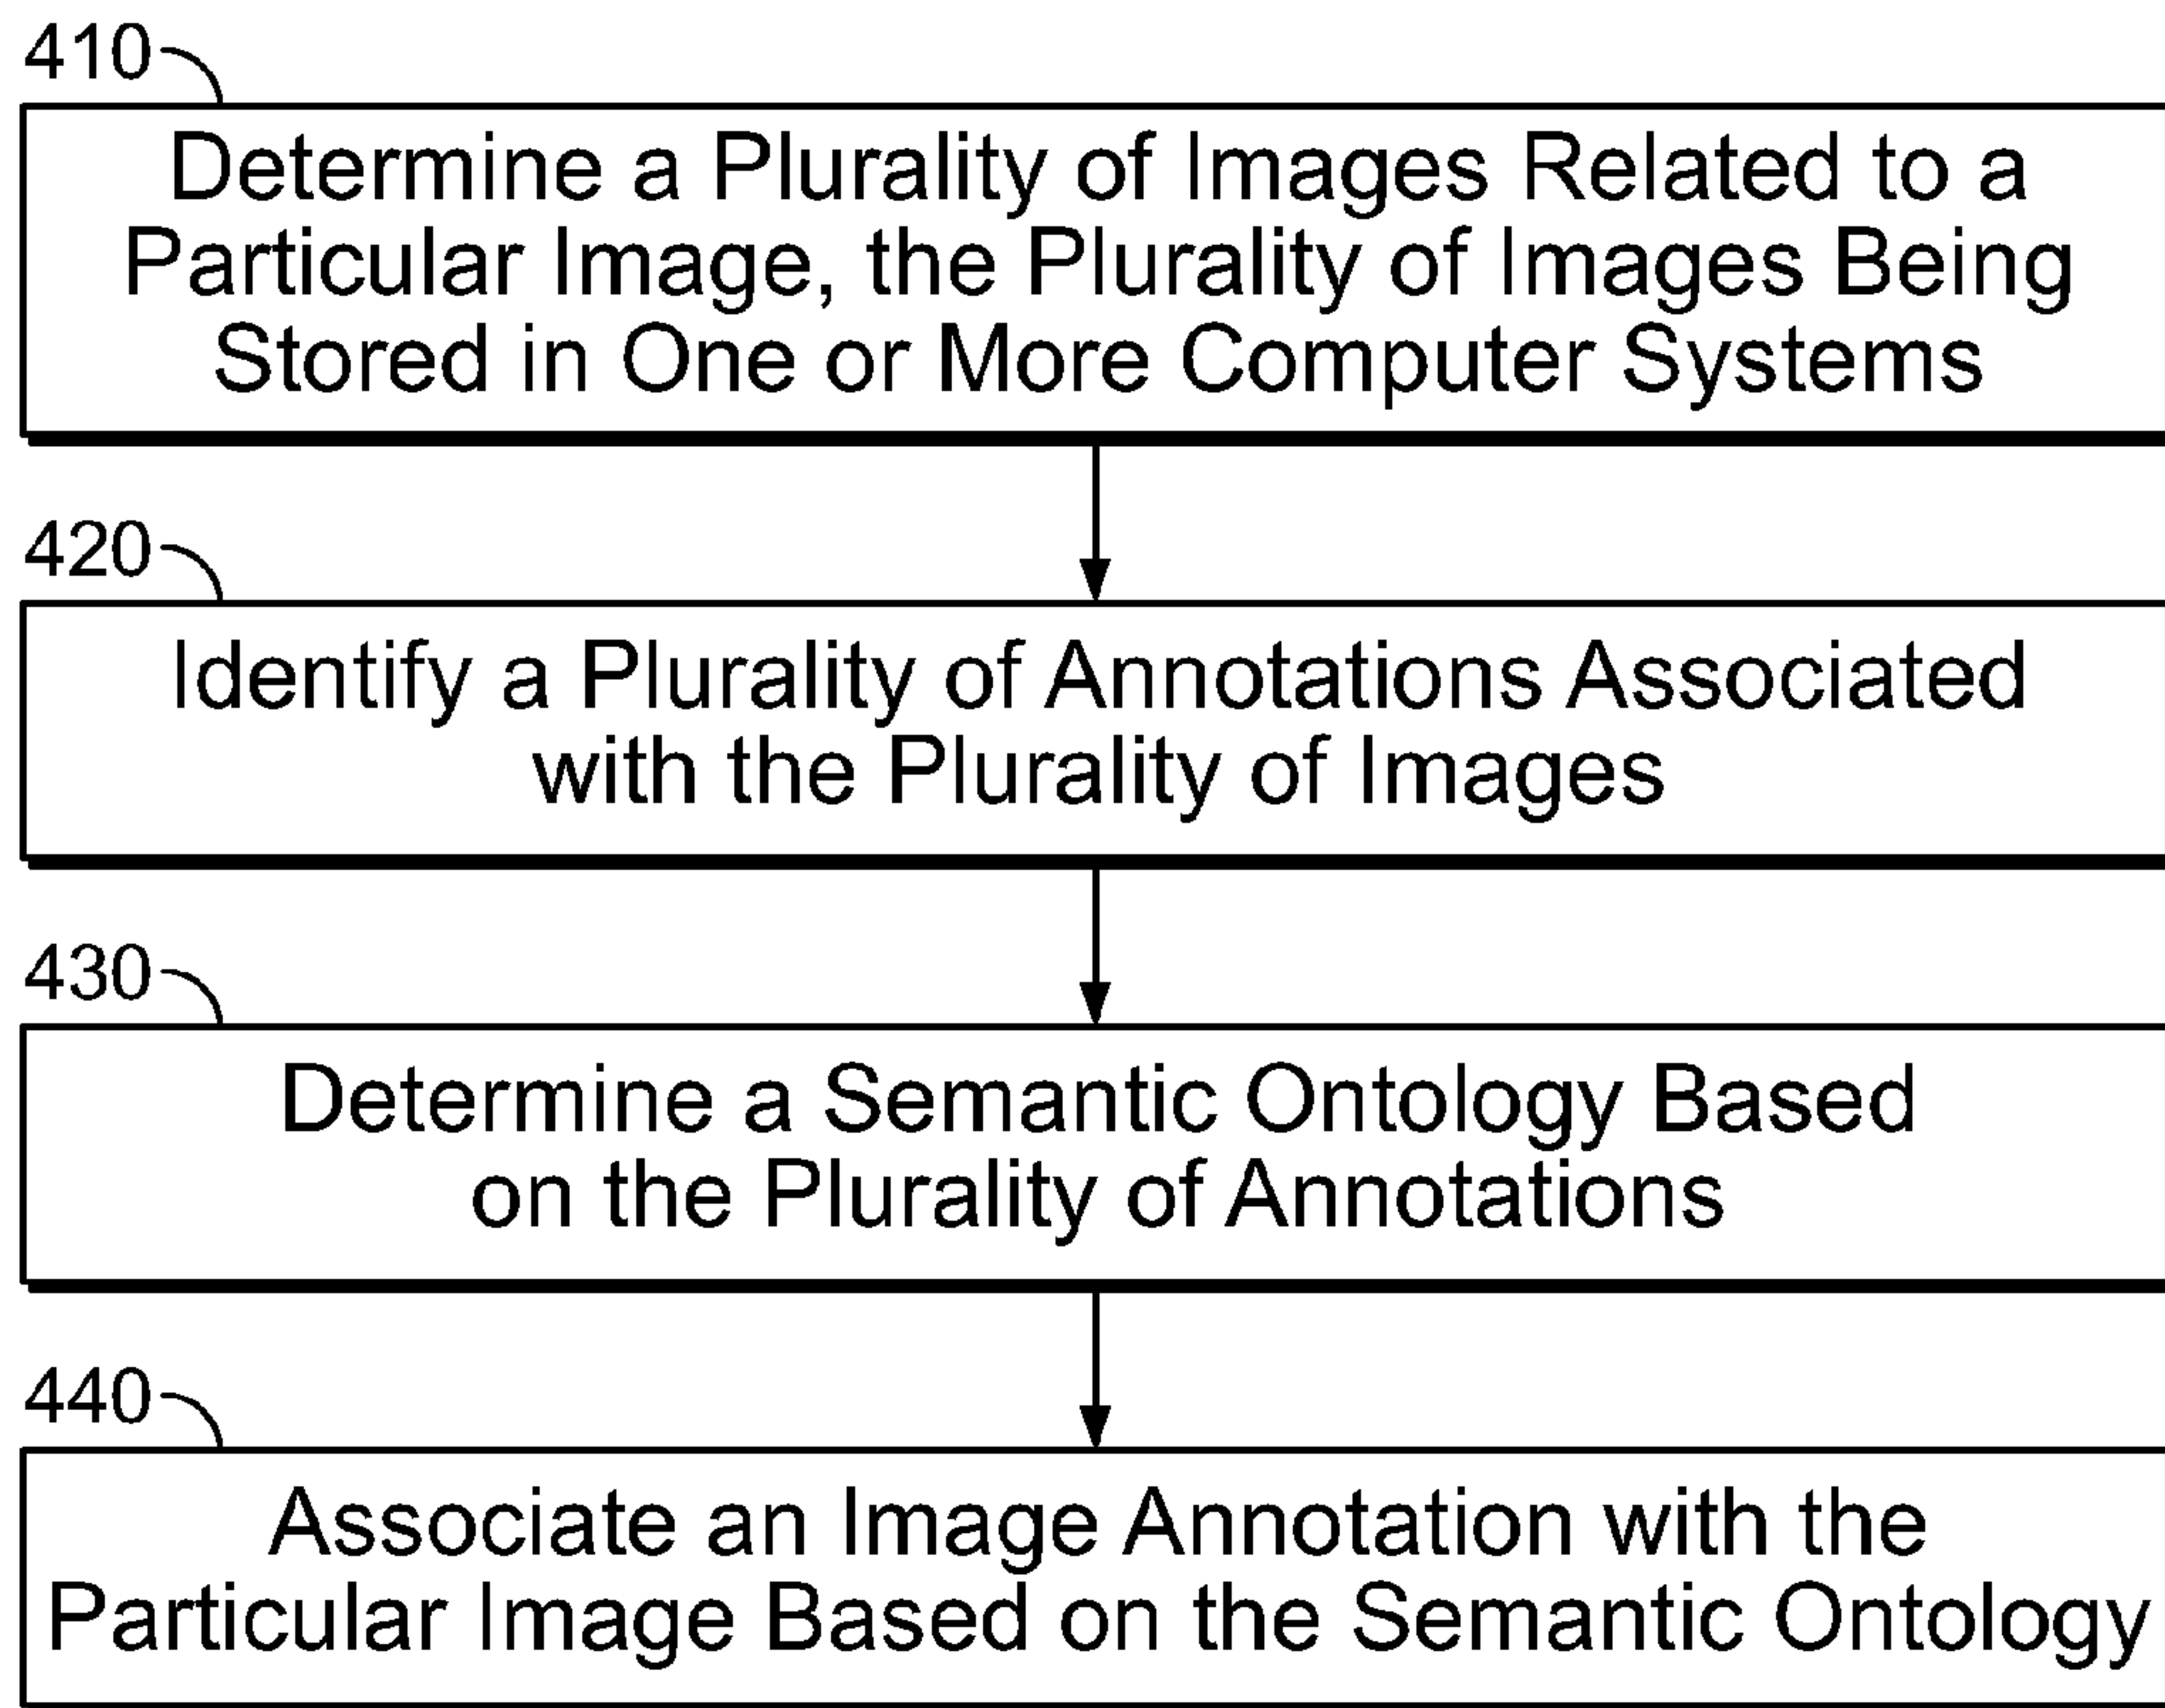 410
Determine a Plurality of Images Related to a
Particular Image, the Plurality of Images Being
Stored in One or More Computer Systems
420
Identify a Plurality of Annotations Associated
with the Plurality of Images
430
Determine a Semantic Ontology Based
on the Plurality of Annotations
440
Associate an Image Annotation with the
Particular Image Based on the Semantic Ontology